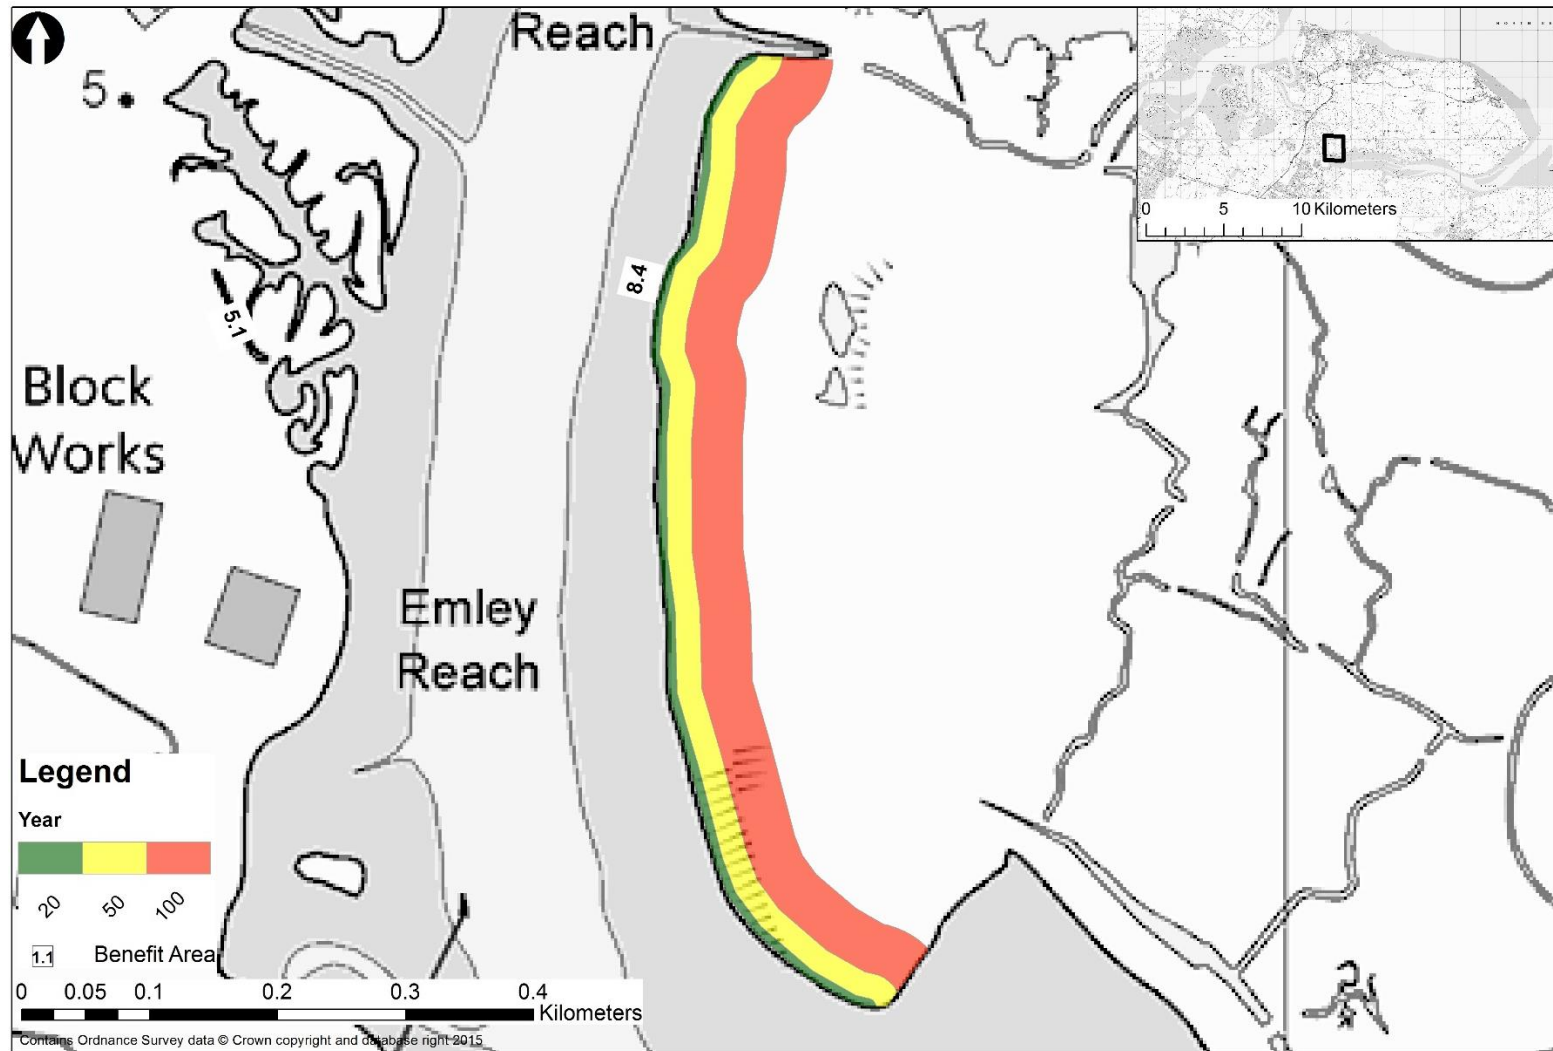 Reach
5
8.4
5.1
Block
Works
Emley
Reach
0 5 10 Kilometers
Legend
Year
20 50 100
1.1 Benefit Area
0 0.05 0.1 0.2 0.3 0.4
Kilometers
Contains Ordnance Survey data © Crown copyright and database right 2015